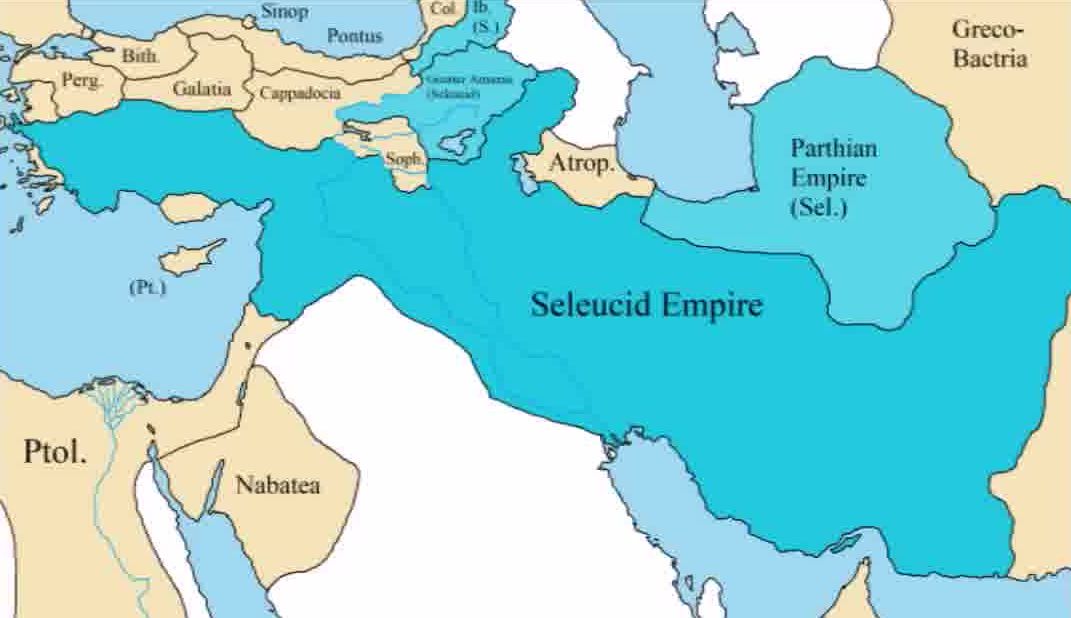 Sinop
Col.
Ib.
(S.)
Pontus
Greco-
Bactria
Bith.
Perg.
Galatia
Cappadocia
Greater Armenia
(Seleucid)
Soph.
Atrop.
Parthian
Empire
(Sel.)
(Pt.)
Seleucid Empire
Ptol.
Nabatea